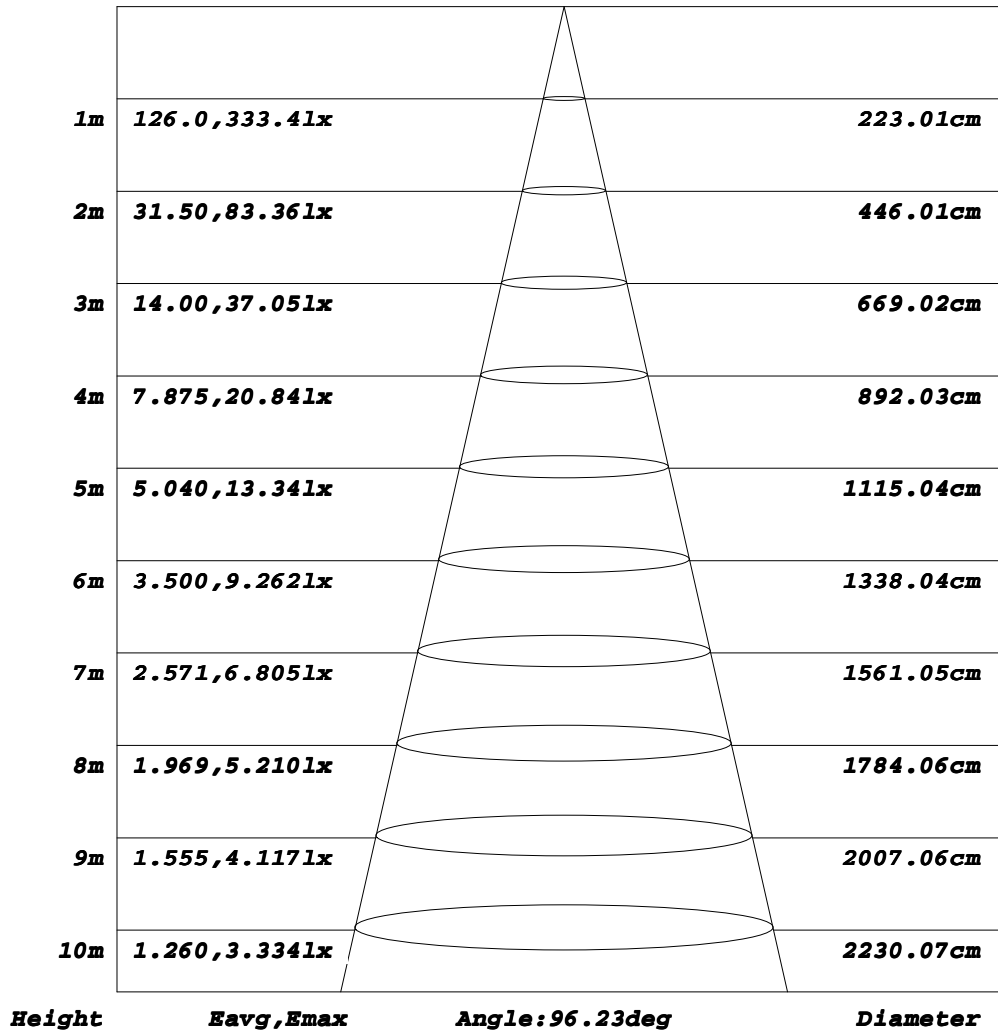 1m 126.0,333.4lx 223.01cm
2m 31.50,83.36lx 446.01cm
3m 14.00,37.05lx 669.02cm
4m 7.875,20.84lx 892.03cm
5m 5.040,13.34lx 1115.04cm
6m 3.500,9.262lx 1338.04cm
7m 2.571,6.805lx 1561.05cm
8m 1.969,5.210lx 1784.06cm
9m 1.555,4.117lx 2007.06cm
10m 1.260,3.334lx 2230.07cm
Height Eavg,Emax Angle:96.23deg Diameter